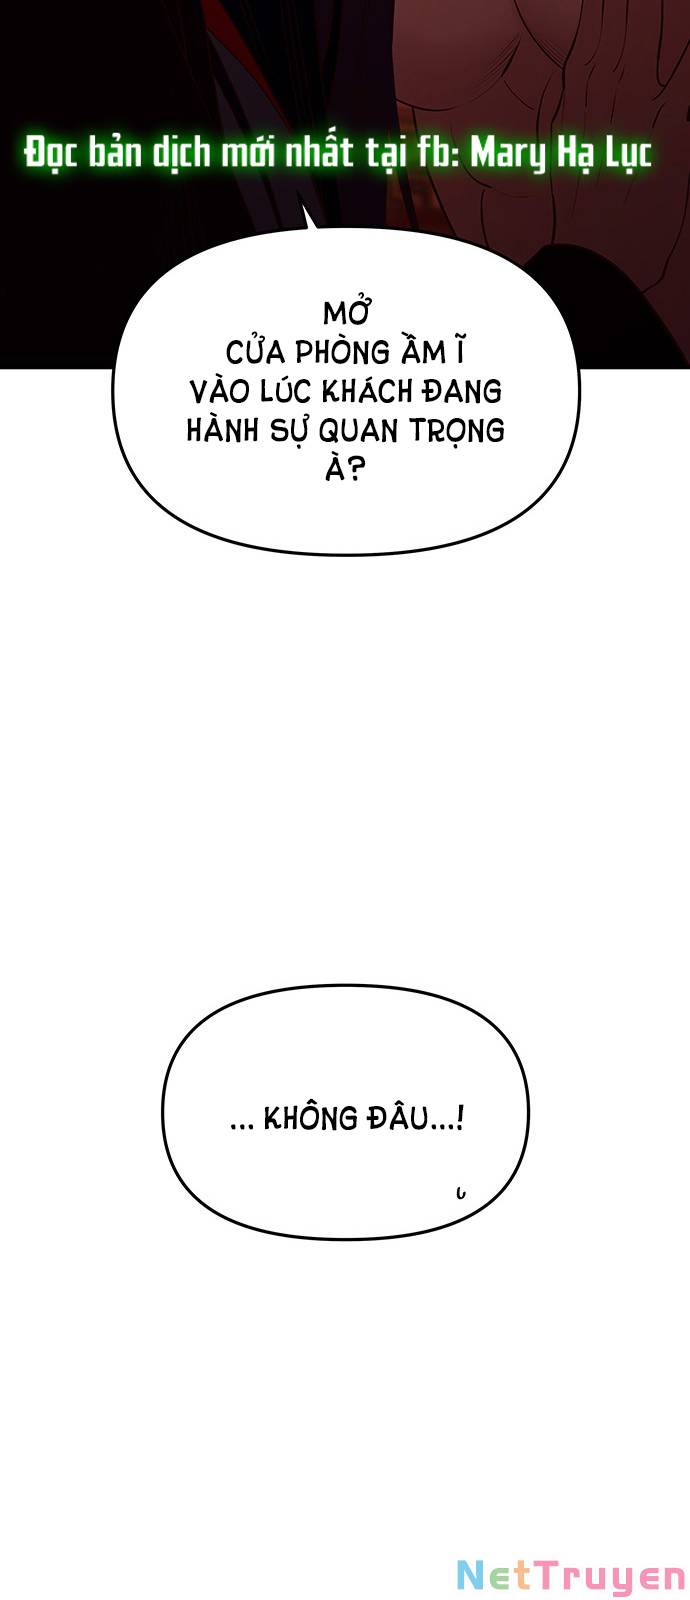 Đọc bản dịch mới nhất tại fb: Mary Hạ Lục
MỞ
CỬA PHÒNG ẦM Ĩ
VÀO LÚC KHÁCH ĐANG
HÀNH SỰ QUAN TRỌNG
À?
... KHÔNG ĐÂU...!
NetTruyen